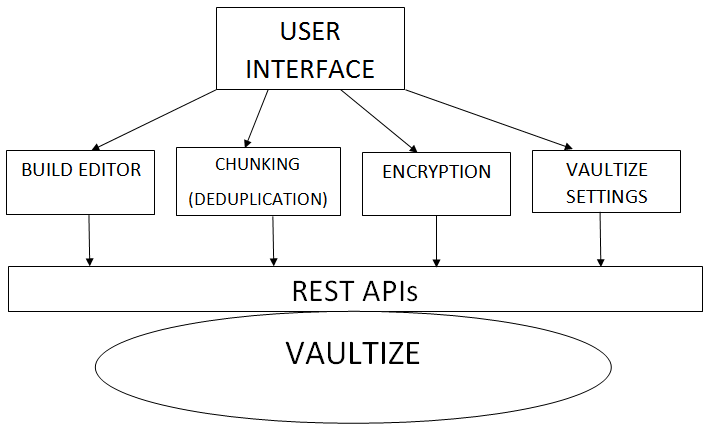 USER
INTERFACE
BUILD EDITOR
CHUNKING
(DEDUPLICATION)
ENCRYPTION
VAULTIZE
SETTINGS
REST APIs
VAULTIZE